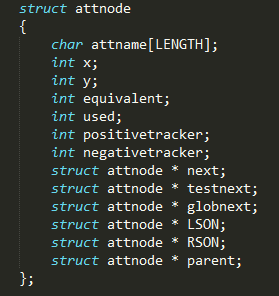 struct attnode
{
    char attname[LENGTH];
    int x;
    int y;
    int equivalent;
    int used;
    int positivetracker;
    int negativetracker;
    struct attnode * next;
    struct attnode * testnext;
    struct attnode * globnext;
    struct attnode * LSON;
    struct attnode * RSON;
    struct attnode * parent;
};